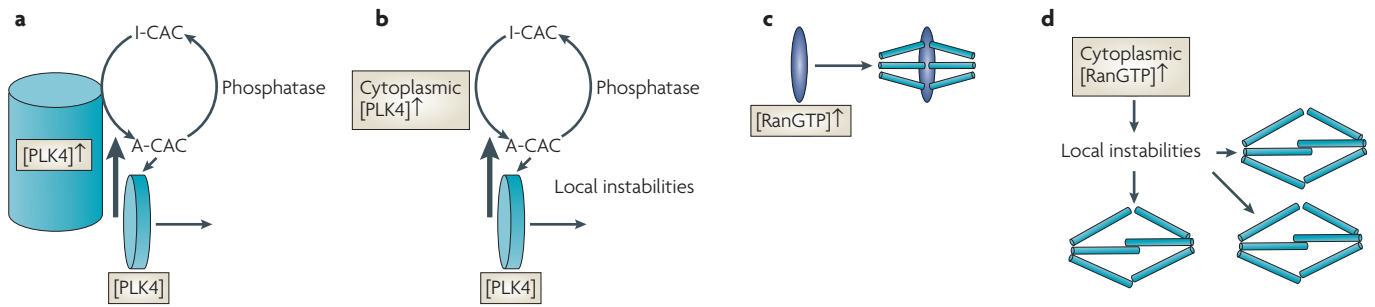 a
I-CAC
Phosphatase
[PLK4]↑
A-CAC
[PLK4]
b
I-CAC
Cytoplasmic
[PLK4]↑
Phosphatase
A-CAC
Local instabilities
[PLK4]
c
[RanGTP]↑
d
Cytoplasmic
[RanGTP]↑
Local instabilities